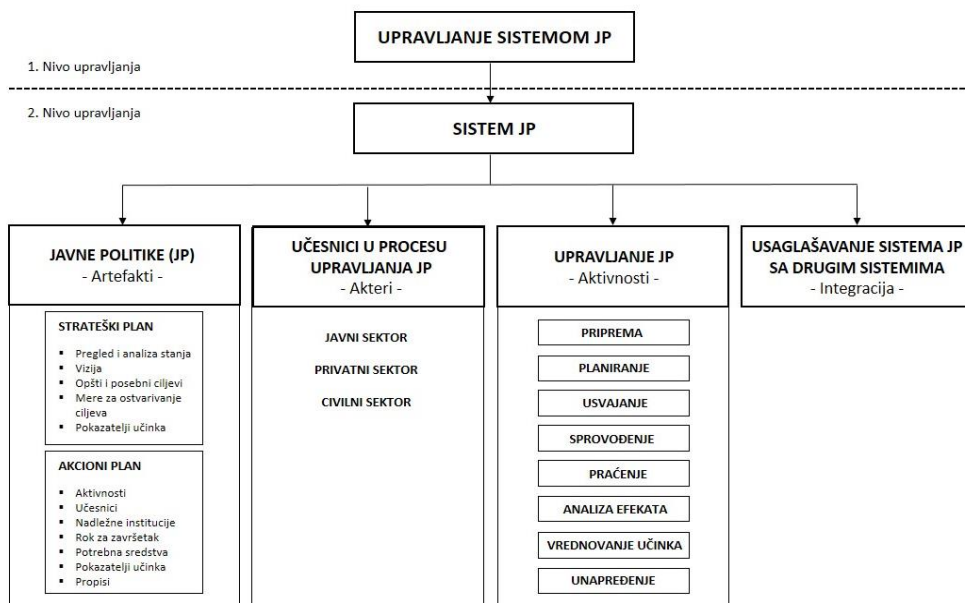 UPRAVLJANJE SISTEMOM JP
1. Nivo upravljanja
2. Nivo upravljanja
SISTEM JP
JAVNE POLITIKE (JP)
- Artefakti -
STRATEŠKI PLAN
▪ Pregled i analiza stanja
▪ Vizija
▪ Opšti i posebni ciljevi
▪ Mere za ostvarivanje
ciljeva
▪ Pokazatelji učinka
AKCIONI PLAN
▪ Aktivnosti
▪ Učesnici
▪ Nadležne institucije
▪ Rok za završetak
▪ Potrebna sredstva
▪ Pokazatelji učinka
▪ Propisi
UČESNICI U PROCESU
UPRAVLJANJA JP
- Akteri -
JAVNI SEKTOR
PRIVATNI SEKTOR
CIVILNI SEKTOR
UPRAVLJANJE JP
- Aktivnosti -
PRIPREMA
PLANIRANJE
USVAJANJE
SPROVOĐENJE
PRAĆENJE
ANALIZA EFEKATA
VREDNOVANJE UČINKA
UNAPREĐENJE
USAGLAŠAVANJE SISTEMA JP
SA DRUGIM SISTEMIMA
- Integracija -